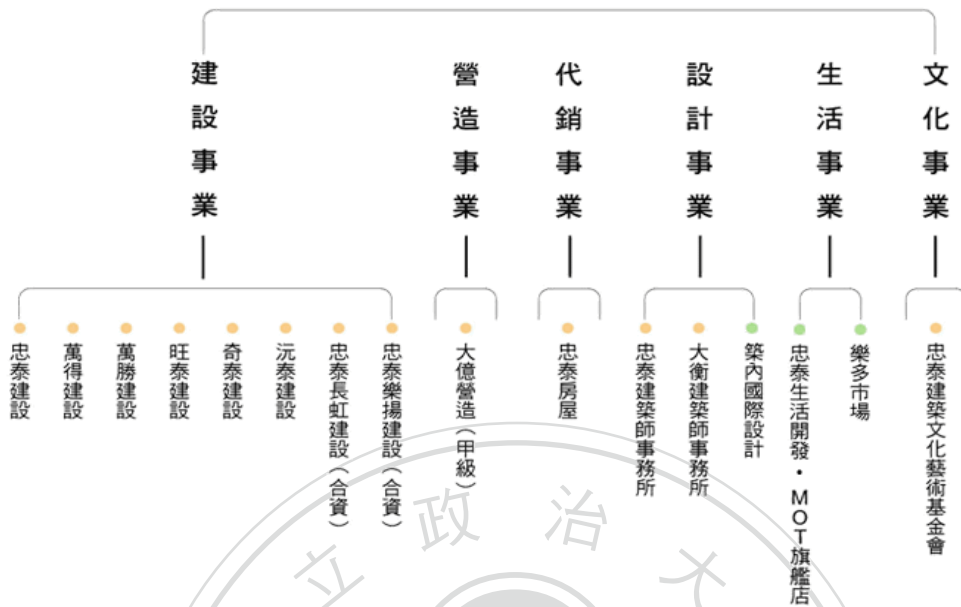 建設事業
營造事業
代銷事業
設計事業
生活事業
文化事業
忠泰建設
萬得建設
萬勝建設
旺泰建設
奇泰建設
沅泰建設
忠泰長虹建設（合資）
忠泰樂揚建設（合資）
大億營造（甲級）
忠泰房屋
忠泰建築師事務所
大衡建築師事務所
築內國際設計
忠泰生活開發・MOT旗艦店
樂多市場
忠泰建築文化藝術基金會
立政治大